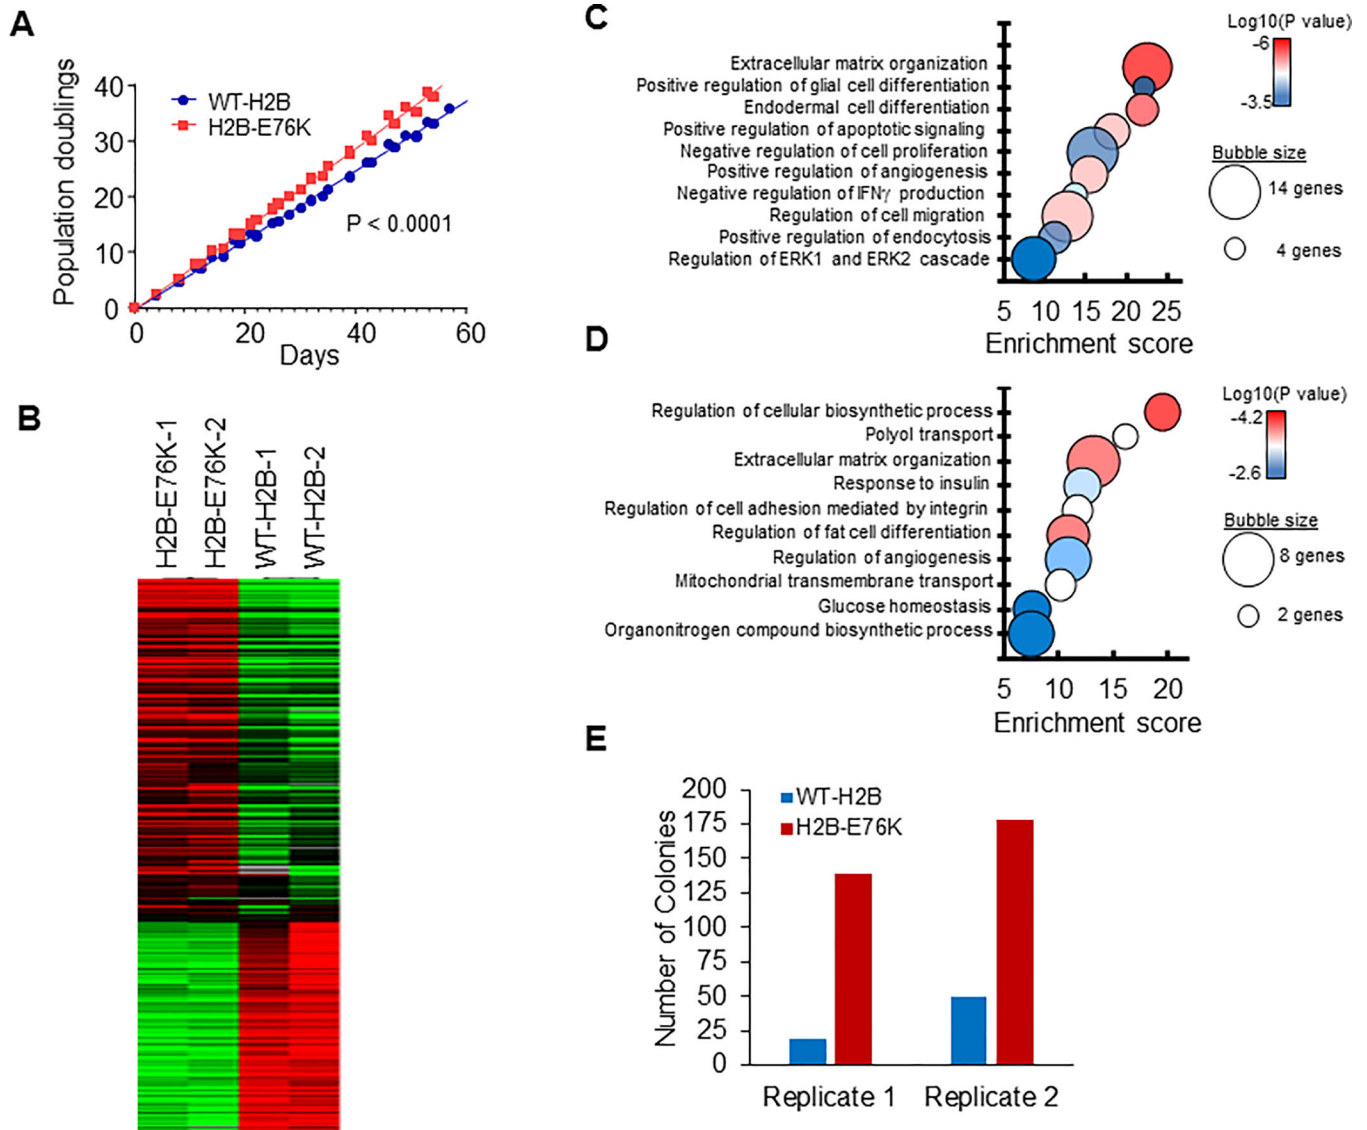 A
Population doublings
40
30
20
10
0
WT-H2B
H2B-E76K
P < 0.0001
0 20 40 60
Days
B
H2B-E76K-1
H2B-E76K-2
WT-H2B-1
WT-H2B-2
C
Extracellular matrix organization
Positive regulation of glial cell differentiation
Endodermal cell differentiation
Positive regulation of apoptotic signaling
Negative regulation of cell proliferation
Positive regulation of angiogenesis
Negative regulation of IFNγ production
Regulation of cell migration
Positive regulation of endocytosis
Regulation of ERK1 and ERK2 cascade
5 10 15 20 25
Enrichment score
Log10(P value)
-6
-3.5
Bubble size
14 genes
4 genes
D
Regulation of cellular biosynthetic process
Polyol transport
Extracellular matrix organization
Response to insulin
Regulation of cell adhesion mediated by integrin
Regulation of fat cell differentiation
Regulation of angiogenesis
Mitochondrial transmembrane transport
Glucose homeostasis
Organonitrogen compound biosynthetic process
5 10 15 20
Enrichment score
Log10(P value)
-4.2
-2.6
Bubble size
8 genes
2 genes
E
Number of Colonies
200
175
150
125
100
75
50
25
0
WT-H2B
H2B-E76K
Replicate 1 Replicate 2